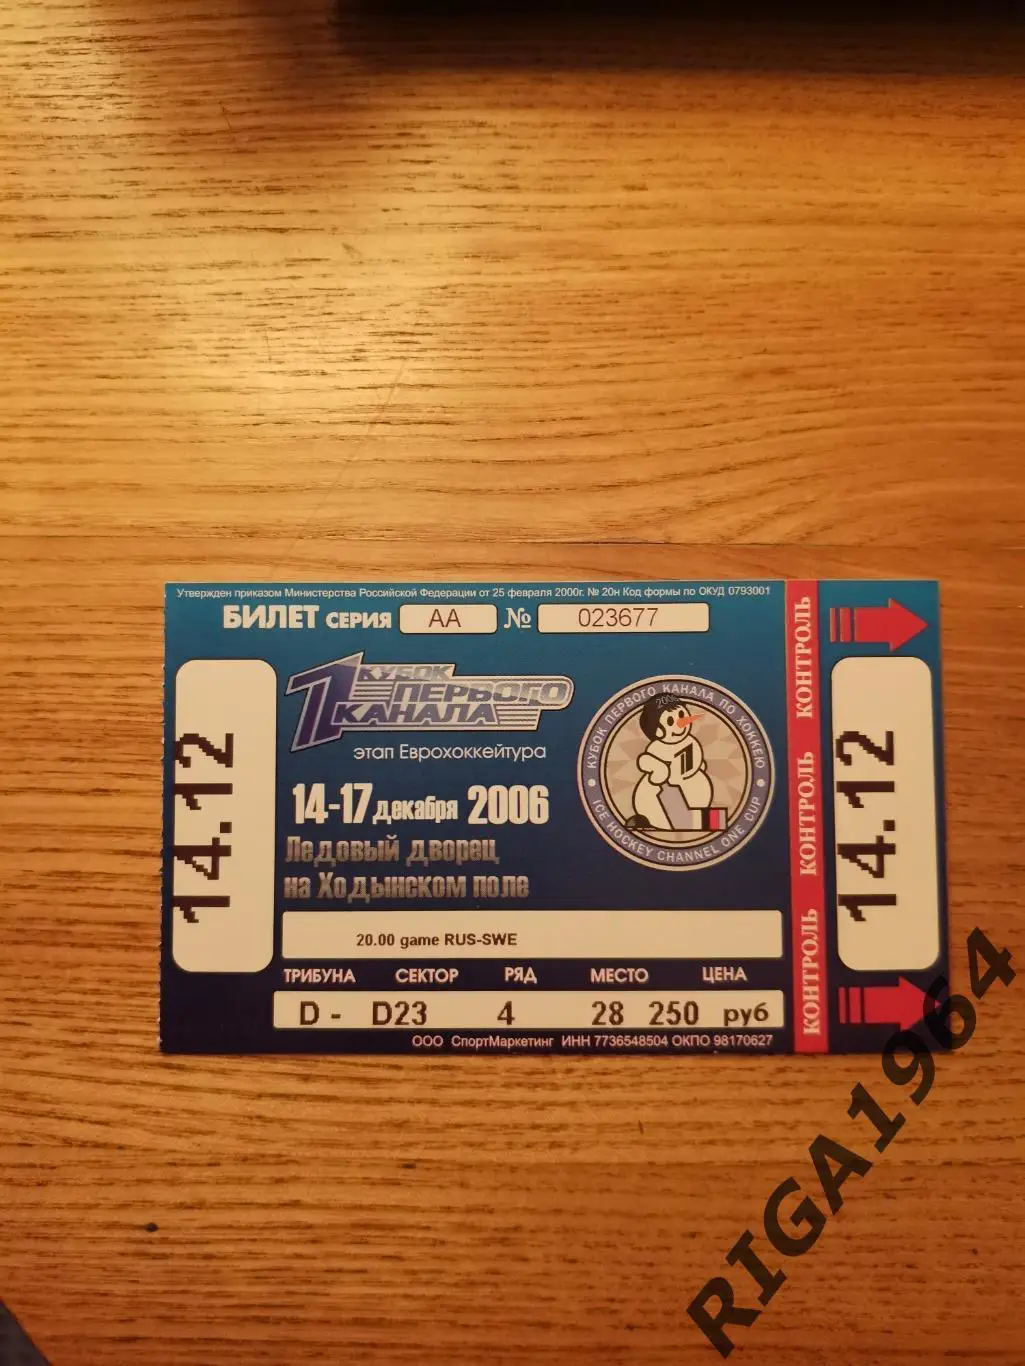 Утвержден приказом Министерства Российской Федерации от 25 февраля 2000г. № 20н Код формы по ОКУД 0793001
БИЛЕТ СЕРИЯ АА № 023677
1 КУБОК
ПЕРВОГО
КАНАЛА
этап Еврохоккейтура
14-17 декабря 2006
Ледовый дворец
на Ходынском поле
КУБОК ПЕРВОГО КАНАЛА ПО ХОККЕЮ
2006
1
ICE HOCKEY CHANNEL ONE CUP
14.12
20.00 game RUS-SWE
ТРИБУНА СЕКТОР РЯД МЕСТО ЦЕНА
D - D23 4 28 250 руб
ООО СпортМаркетинг ИНН 7736548504 ОКПО 98170627
КОНТРОЛЬ КОНТРОЛЬ КОНТРОЛЬ
14.12
RIGA1964